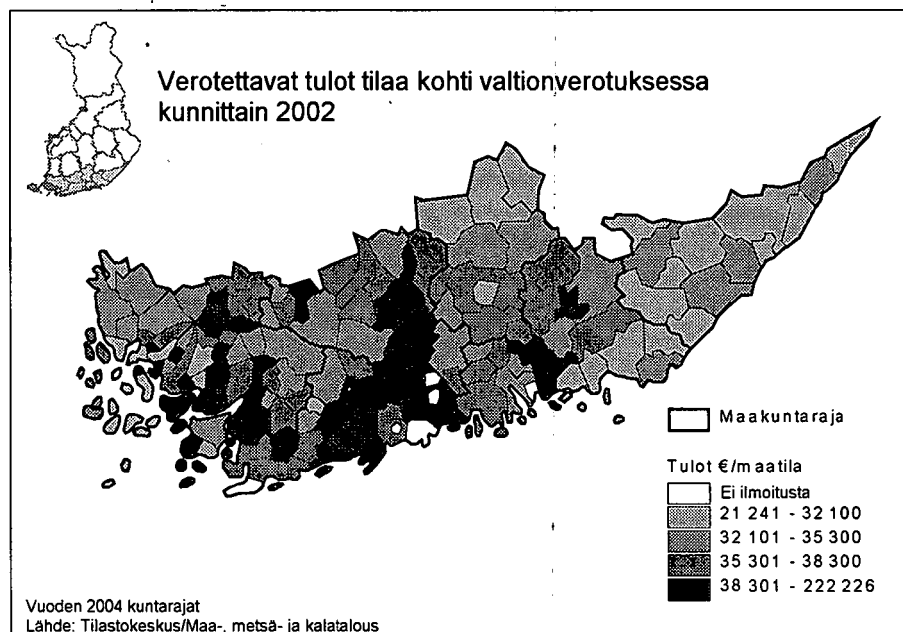 Verotettavat tulot tilaa kohti valtionverotuksessa
kunnittain 2002
Maakuntaraja
Tulot €/maatila
Ei ilmoitusta
21 241 - 32 100
32 101 - 35 300
35 301 - 38 300
38 301 - 222 226
Vuoden 2004 kuntarajat
Lähde: Tilastokeskus/Maa-, metsä- ja kalatalous